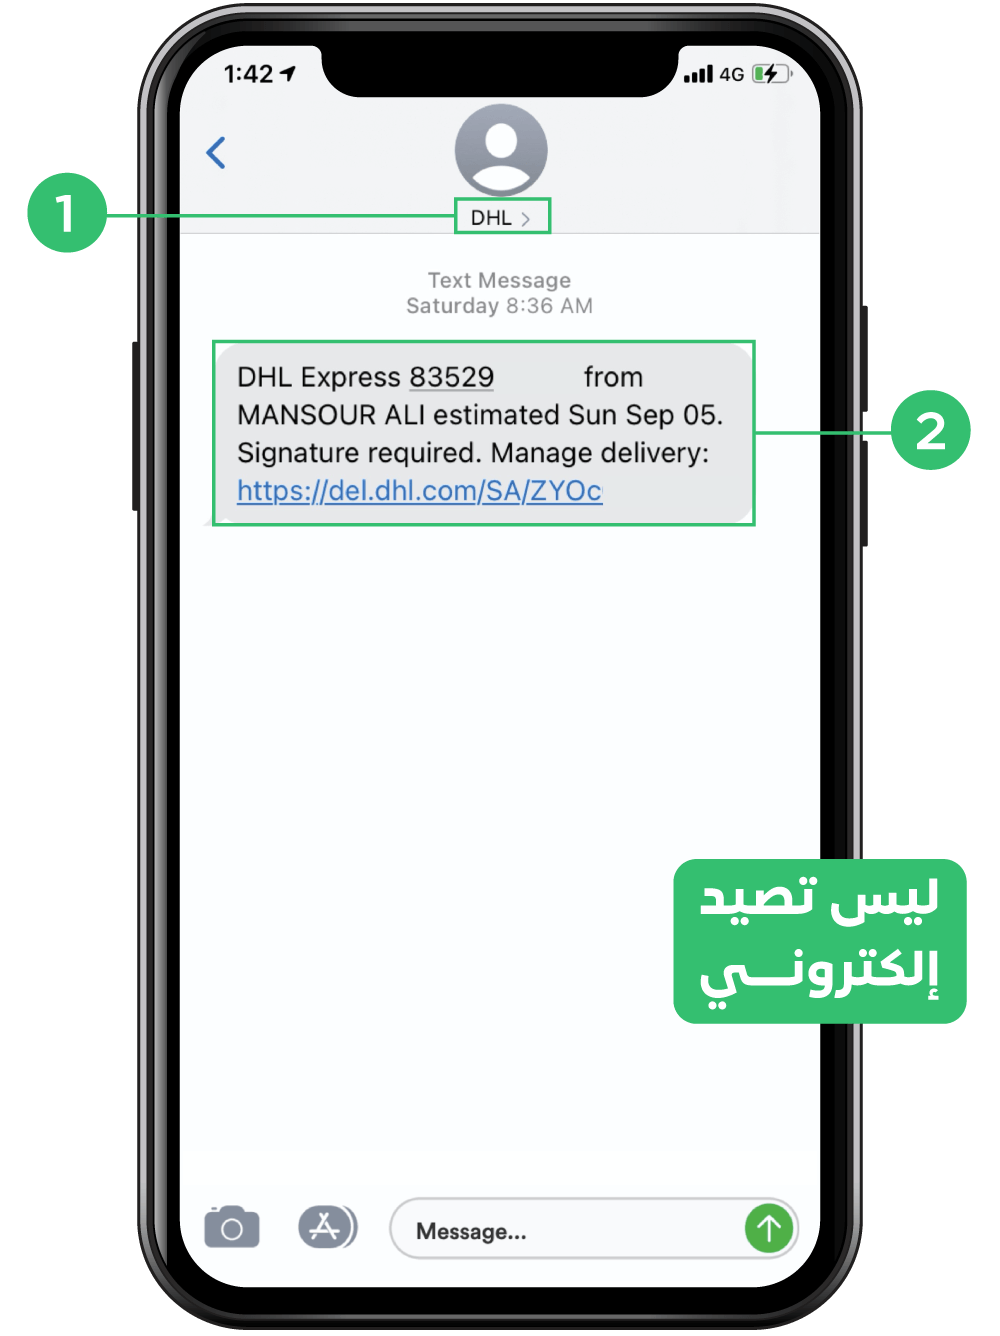 1:42
4G
1
DHL >
Text Message
Saturday 8:36 AM
DHL Express 83529 from
MANSOUR ALI estimated Sun Sep 05.
Signature required. Manage delivery:
https://del.dhl.com/SA/ZYOc
2
ليس تصيد
إلكترونــي
Message...